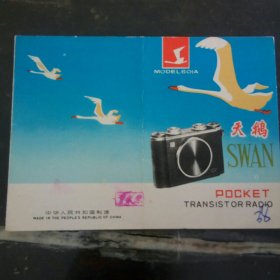 MODEL 601A
天鹅
SWAN
POCKET
TRANSISTOR RADIO
中华人民共和国制造
MADE IN THE PEOPLE'S REPUBLIC OF CHINA